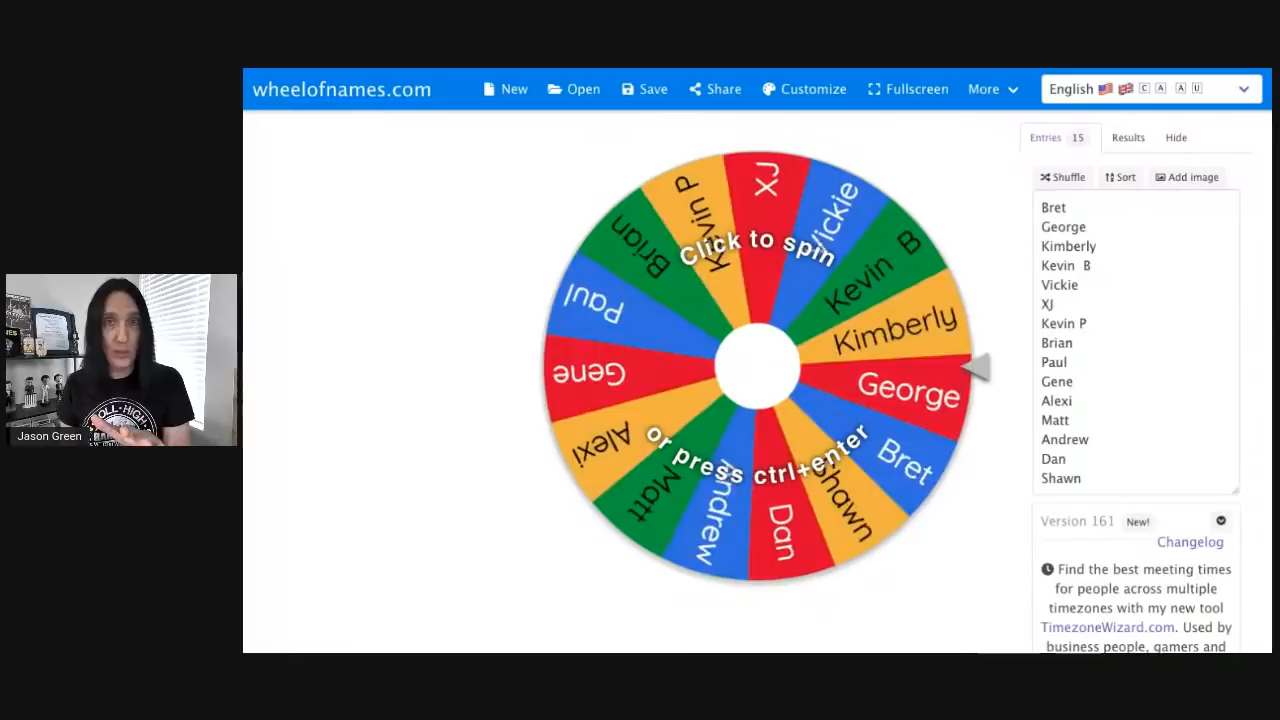 wheelofnames.com New Open Save Share Customize Fullscreen More English 🇺🇸 🇬🇧 🇨 🇦 🇦 🇺
Entries 15 Results Hide
Shuffle Sort Add image
Bret
George
Kimberly
Kevin  B
Vickie
XJ
Kevin P
Brian
Paul
Gene
Alexi
Matt
Andrew
Dan
Shawn
Version 161 New!
Changelog
Find the best meeting times
for people across multiple
timezones with my new tool
TimezoneWizard.com. Used by
business people, gamers and
Click to spin
or press ctrl+enter
XJ
Vickie
Kevin B
Kimberly
George
Bret
Shawn
Dan
Andrew
Matt
Alexi
Gene
Paul
Brian
Kevin P
Jason Green